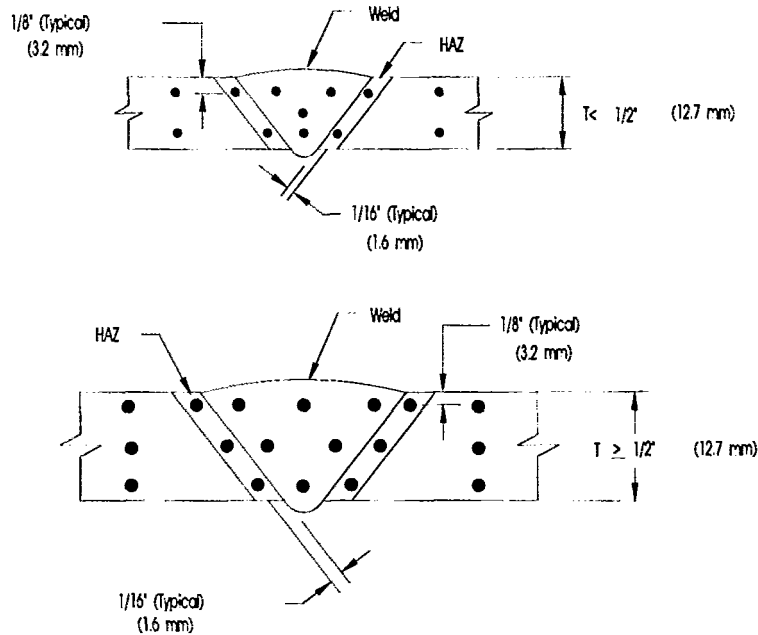 1/8" (Typical)
(3.2 mm)
Weld
HAZ
T< 1/2" (12.7 mm)
1/16" (Typical)
(1.6 mm)
HAZ
Weld
1/8" (Typical)
(3.2 mm)
T ≥ 1/2" (12.7 mm)
1/16" (Typical)
(1.6 mm)